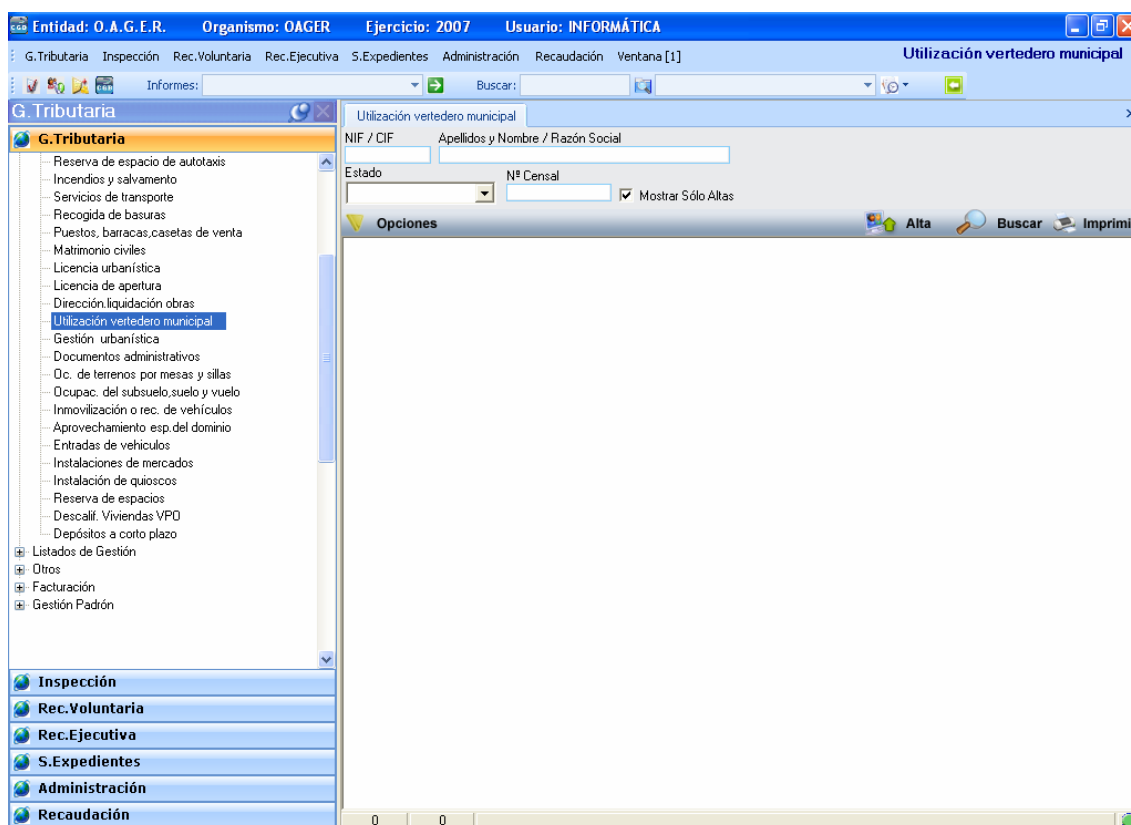 CGD Entidad: O.A.G.E.R. Organismo: OAGER Ejercicio: 2007 Usuario: INFORMÁTICA
G.Tributaria Inspección Rec.Voluntaria Rec.Ejecutiva S.Expedientes Administración Recaudación Ventana [1] Utilización vertedero municipal
Informes: Buscar:
G.Tributaria
G.Tributaria
Reserva de espacio de autotaxis
Incendios y salvamento
Servicios de transporte
Recogida de basuras
Puestos, barracas,casetas de venta
Matrimonio civiles
Licencia urbanística
Licencia de apertura
Dirección.liquidación obras
Utilización vertedero municipal
Gestión urbanística
Documentos administrativos
Oc. de terrenos por mesas y sillas
Ocupac. del subsuelo,suelo y vuelo
Inmovilización o rec. de vehículos
Aprovechamiento esp.del dominio
Entradas de vehiculos
Instalaciones de mercados
Instalación de quioscos
Reserva de espacios
Descalif. Viviendas VPO
Depósitos a corto plazo
Listados de Gestión
Otros
Facturación
Gestión Padrón
Inspección
Rec.Voluntaria
Rec.Ejecutiva
S.Expedientes
Administración
Recaudación
Utilización vertedero municipal
NIF / CIF Apellidos y Nombre / Razón Social
Estado Nº Censal
Mostrar Sólo Altas
Opciones Alta Buscar Imprimi
0 0